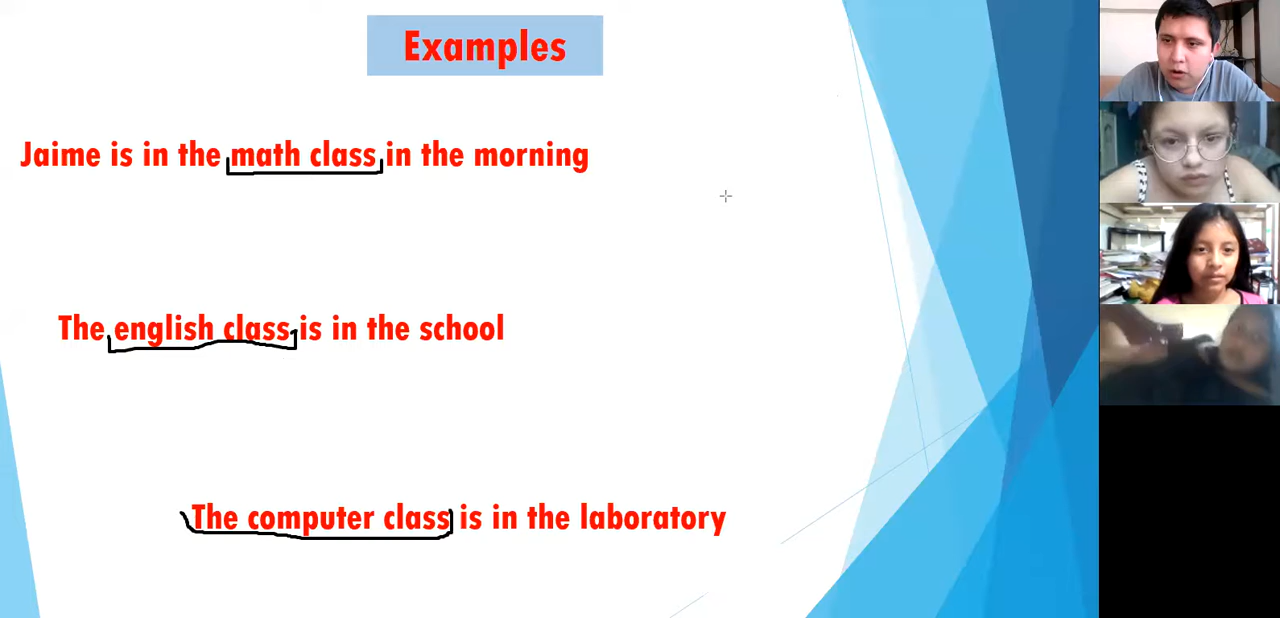 Examples
Jaime is in the math class in the morning
The english class is in the school
The computer class is in the laboratory